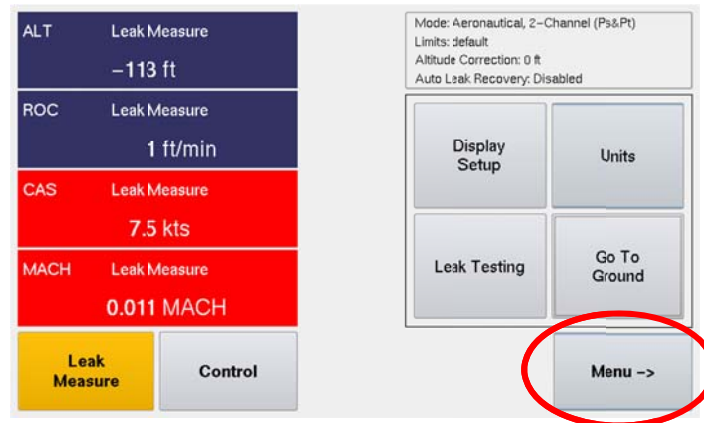 ALT Leak Measure
−113 ft
ROC Leak Measure
1 ft/min
CAS Leak Measure
7.5 kts
MACH Leak Measure
0.011 MACH
Leak
Measure
Control
Mode: Aeronautical, 2−Channel (Ps&Pt)
Limits: default
Altitude Correction: 0 ft
Auto Leak Recovery: Disabled
Display
Setup
Units
Leak Testing
Go To
Ground
Menu −>